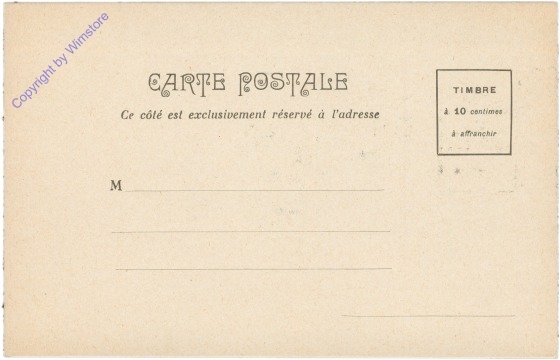 Copyright by Wimstore
CARTE POSTALE
Ce côté est exclusivement réservé à l'adresse
TIMBRE
à 10 centimes
à affranchir
M